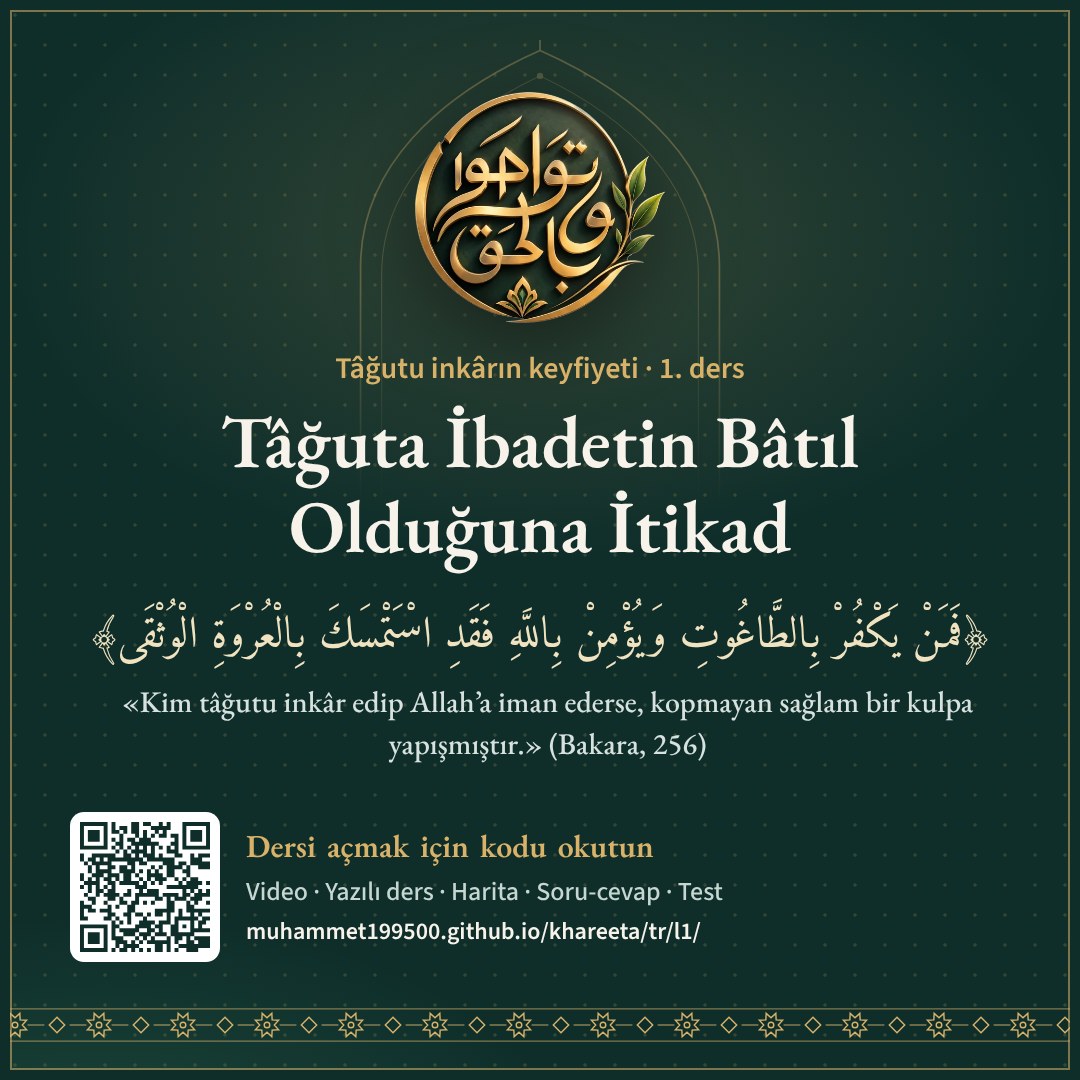 وتواصوا بالحق
Tâğutu inkârın keyfiyeti · 1. ders
Tâğuta İbadetin Bâtıl
Olduğuna İtikad
﴿فَمَنْ يَكْفُرْ بِالطَّاغُوتِ وَيُؤْمِنْ بِاللَّهِ فَقَدِ اسْتَمْسَكَ بِالْعُرْوَةِ الْوُثْقَى﴾
«Kim tâğutu inkâr edip Allah’a iman ederse, kopmayan sağlam bir kulpa
yapışmıştır.» (Bakara, 256)
Dersi açmak için kodu okutun
Video · Yazılı ders · Harita · Soru-cevap · Test
muhammet199500.github.io/khareeta/tr/l1/